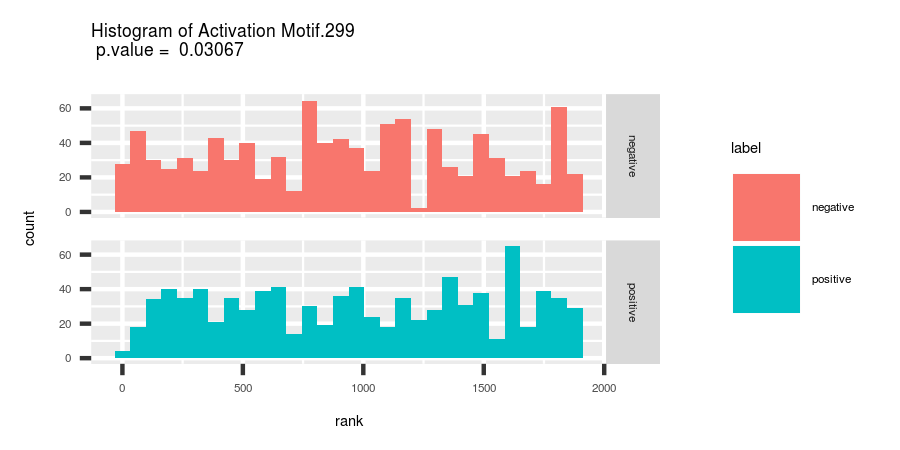 Histogram of Activation Motif.299
p.value = 0.03067
60
40
20
0
negative
60
40
20
0
positive
0 500 1000 1500 2000
rank
count
label
negative
positive